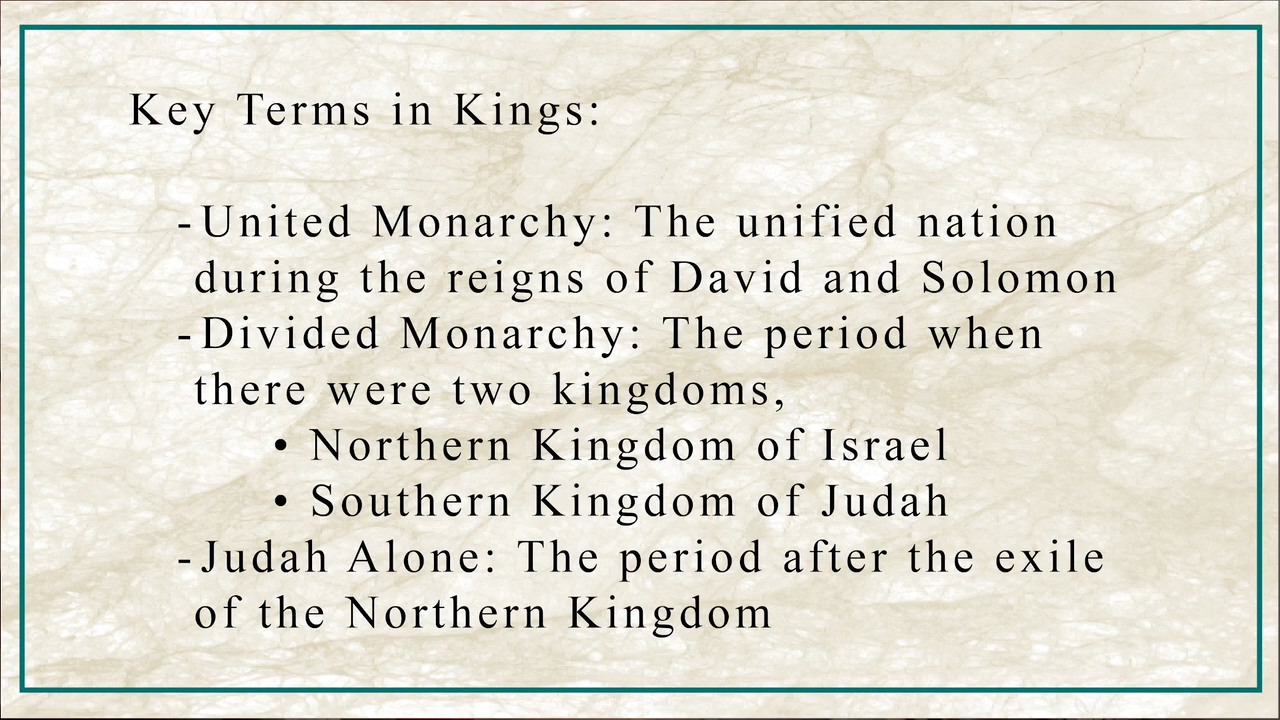 Key Terms in Kings:
- United Monarchy: The unified nation
during the reigns of David and Solomon
- Divided Monarchy: The period when
there were two kingdoms,
• Northern Kingdom of Israel
• Southern Kingdom of Judah
- Judah Alone: The period after the exile
of the Northern Kingdom